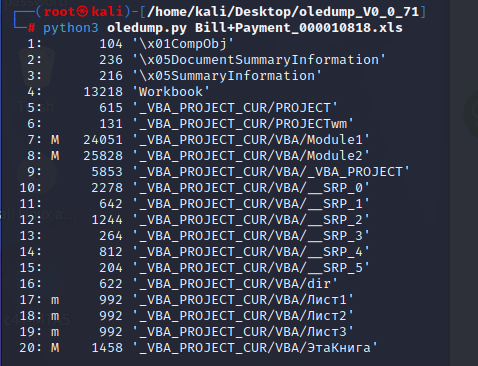 (root㉿kali)-[/home/kali/Desktop/oledump_V0_0_71]
# python3 oledump.py Bill+Payment_000010818.xls
1: 104 '\x01CompObj'
2: 236 '\x05DocumentSummaryInformation'
3: 216 '\x05SummaryInformation'
4: 13218 'Workbook'
5: 615 '_VBA_PROJECT_CUR/PROJECT'
6: 131 '_VBA_PROJECT_CUR/PROJECTwm'
7: M 24051 '_VBA_PROJECT_CUR/VBA/Module1'
8: M 25828 '_VBA_PROJECT_CUR/VBA/Module2'
9: 5853 '_VBA_PROJECT_CUR/VBA/_VBA_PROJECT'
10: 2278 '_VBA_PROJECT_CUR/VBA/__SRP_0'
11: 642 '_VBA_PROJECT_CUR/VBA/__SRP_1'
12: 1244 '_VBA_PROJECT_CUR/VBA/__SRP_2'
13: 264 '_VBA_PROJECT_CUR/VBA/__SRP_3'
14: 812 '_VBA_PROJECT_CUR/VBA/__SRP_4'
15: 204 '_VBA_PROJECT_CUR/VBA/__SRP_5'
16: 622 '_VBA_PROJECT_CUR/VBA/dir'
17: m 992 '_VBA_PROJECT_CUR/VBA/Лист1'
18: m 992 '_VBA_PROJECT_CUR/VBA/Лист2'
19: m 992 '_VBA_PROJECT_CUR/VBA/Лист3'
20: M 1458 '_VBA_PROJECT_CUR/VBA/ЭтаКнига'